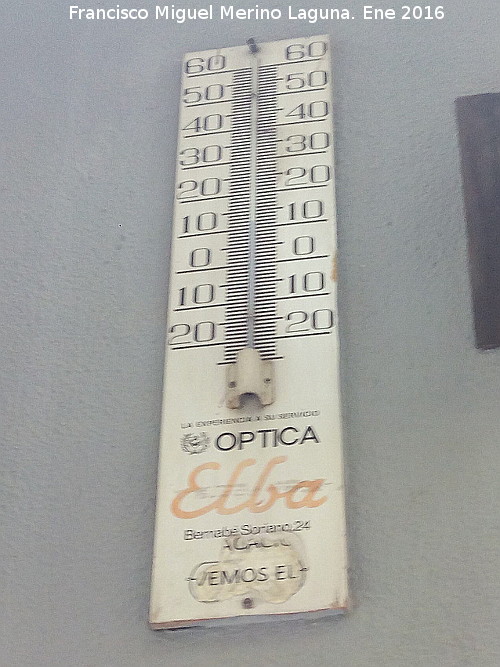 Francisco Miguel Merino Laguna. Ene 2016
60 60
50 50
40 40
30 30
20 20
10 10
0 0
10 10
20 20
LA EXPERIENCIA A SU SERVICIO
OPTICA
Elba
Bernabé Soriano, 24
VEMOS EL